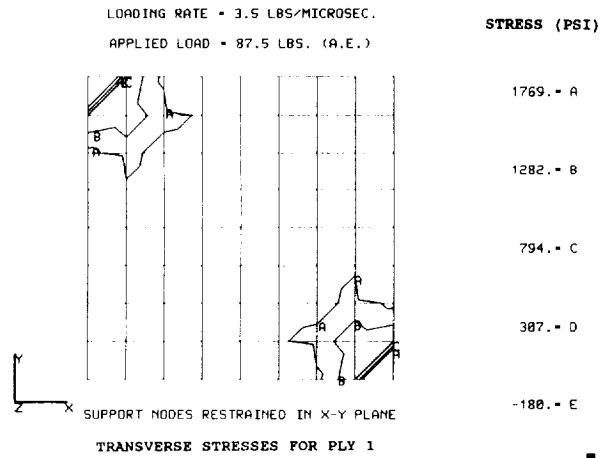 LOADING RATE = 3.5 LBS/MICROSEC.
APPLIED LOAD = 87.5 LBS. (A.E.)
STRESS (PSI)
1769.= A
1282.= B
794.= C
307.= D
-180.= E
C
A
B
A
A
A
B
B
Y
Z X
SUPPORT NODES RESTRAINED IN X-Y PLANE
TRANSVERSE STRESSES FOR PLY 1